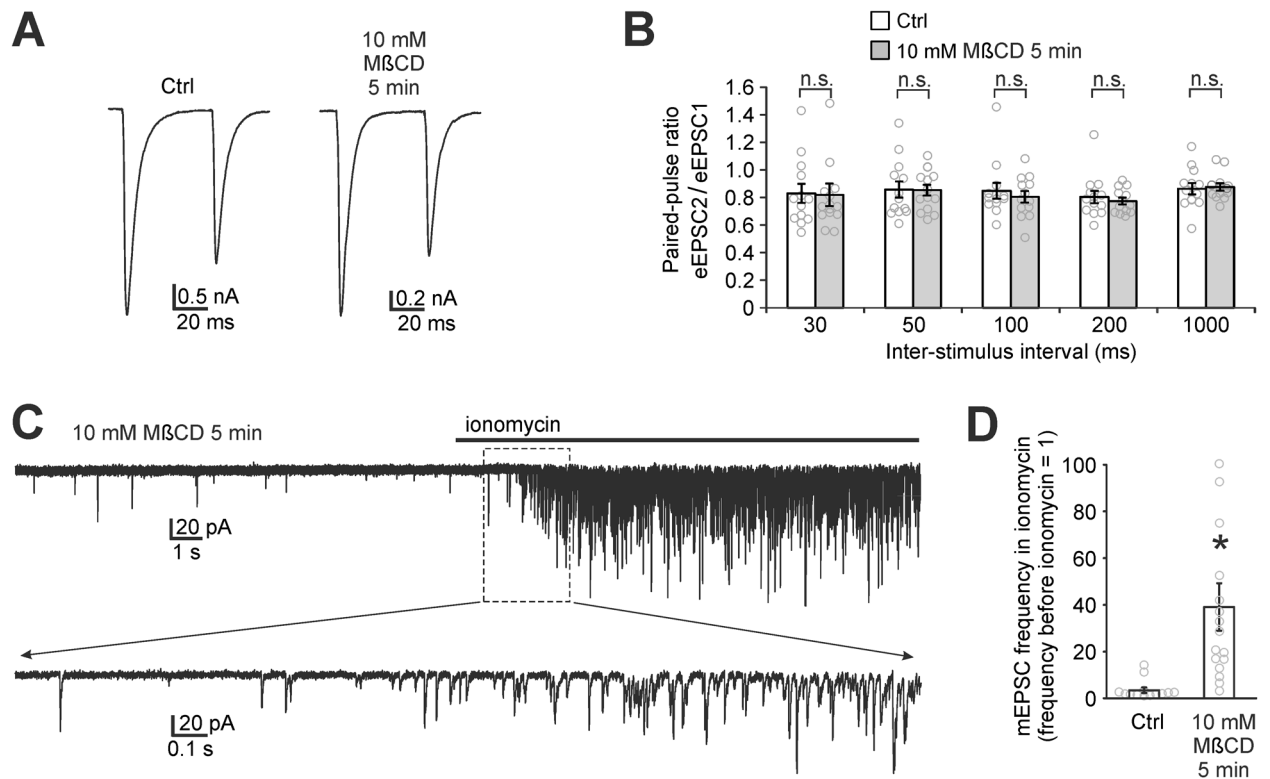 A
Ctrl
10 mM
MßCD
5 min
0.5 nA
20 ms
0.2 nA
20 ms
B
Ctrl
10 mM MßCD 5 min
Paired-pulse ratio
eEPSC2 / eEPSC1
1.6
1.4
1.2
1.0
0.8
0.6
0.4
0.2
0
n.s.
n.s.
n.s.
n.s.
n.s.
30
50
100
200
1000
Inter-stimulus interval (ms)
C
10 mM MßCD 5 min
ionomycin
20 pA
1 s
20 pA
0.1 s
D
mEPSC frequency in ionomycin
(frequency before ionomycin = 1)
100
80
60
40
20
0
*
Ctrl
10 mM
MßCD
5 min